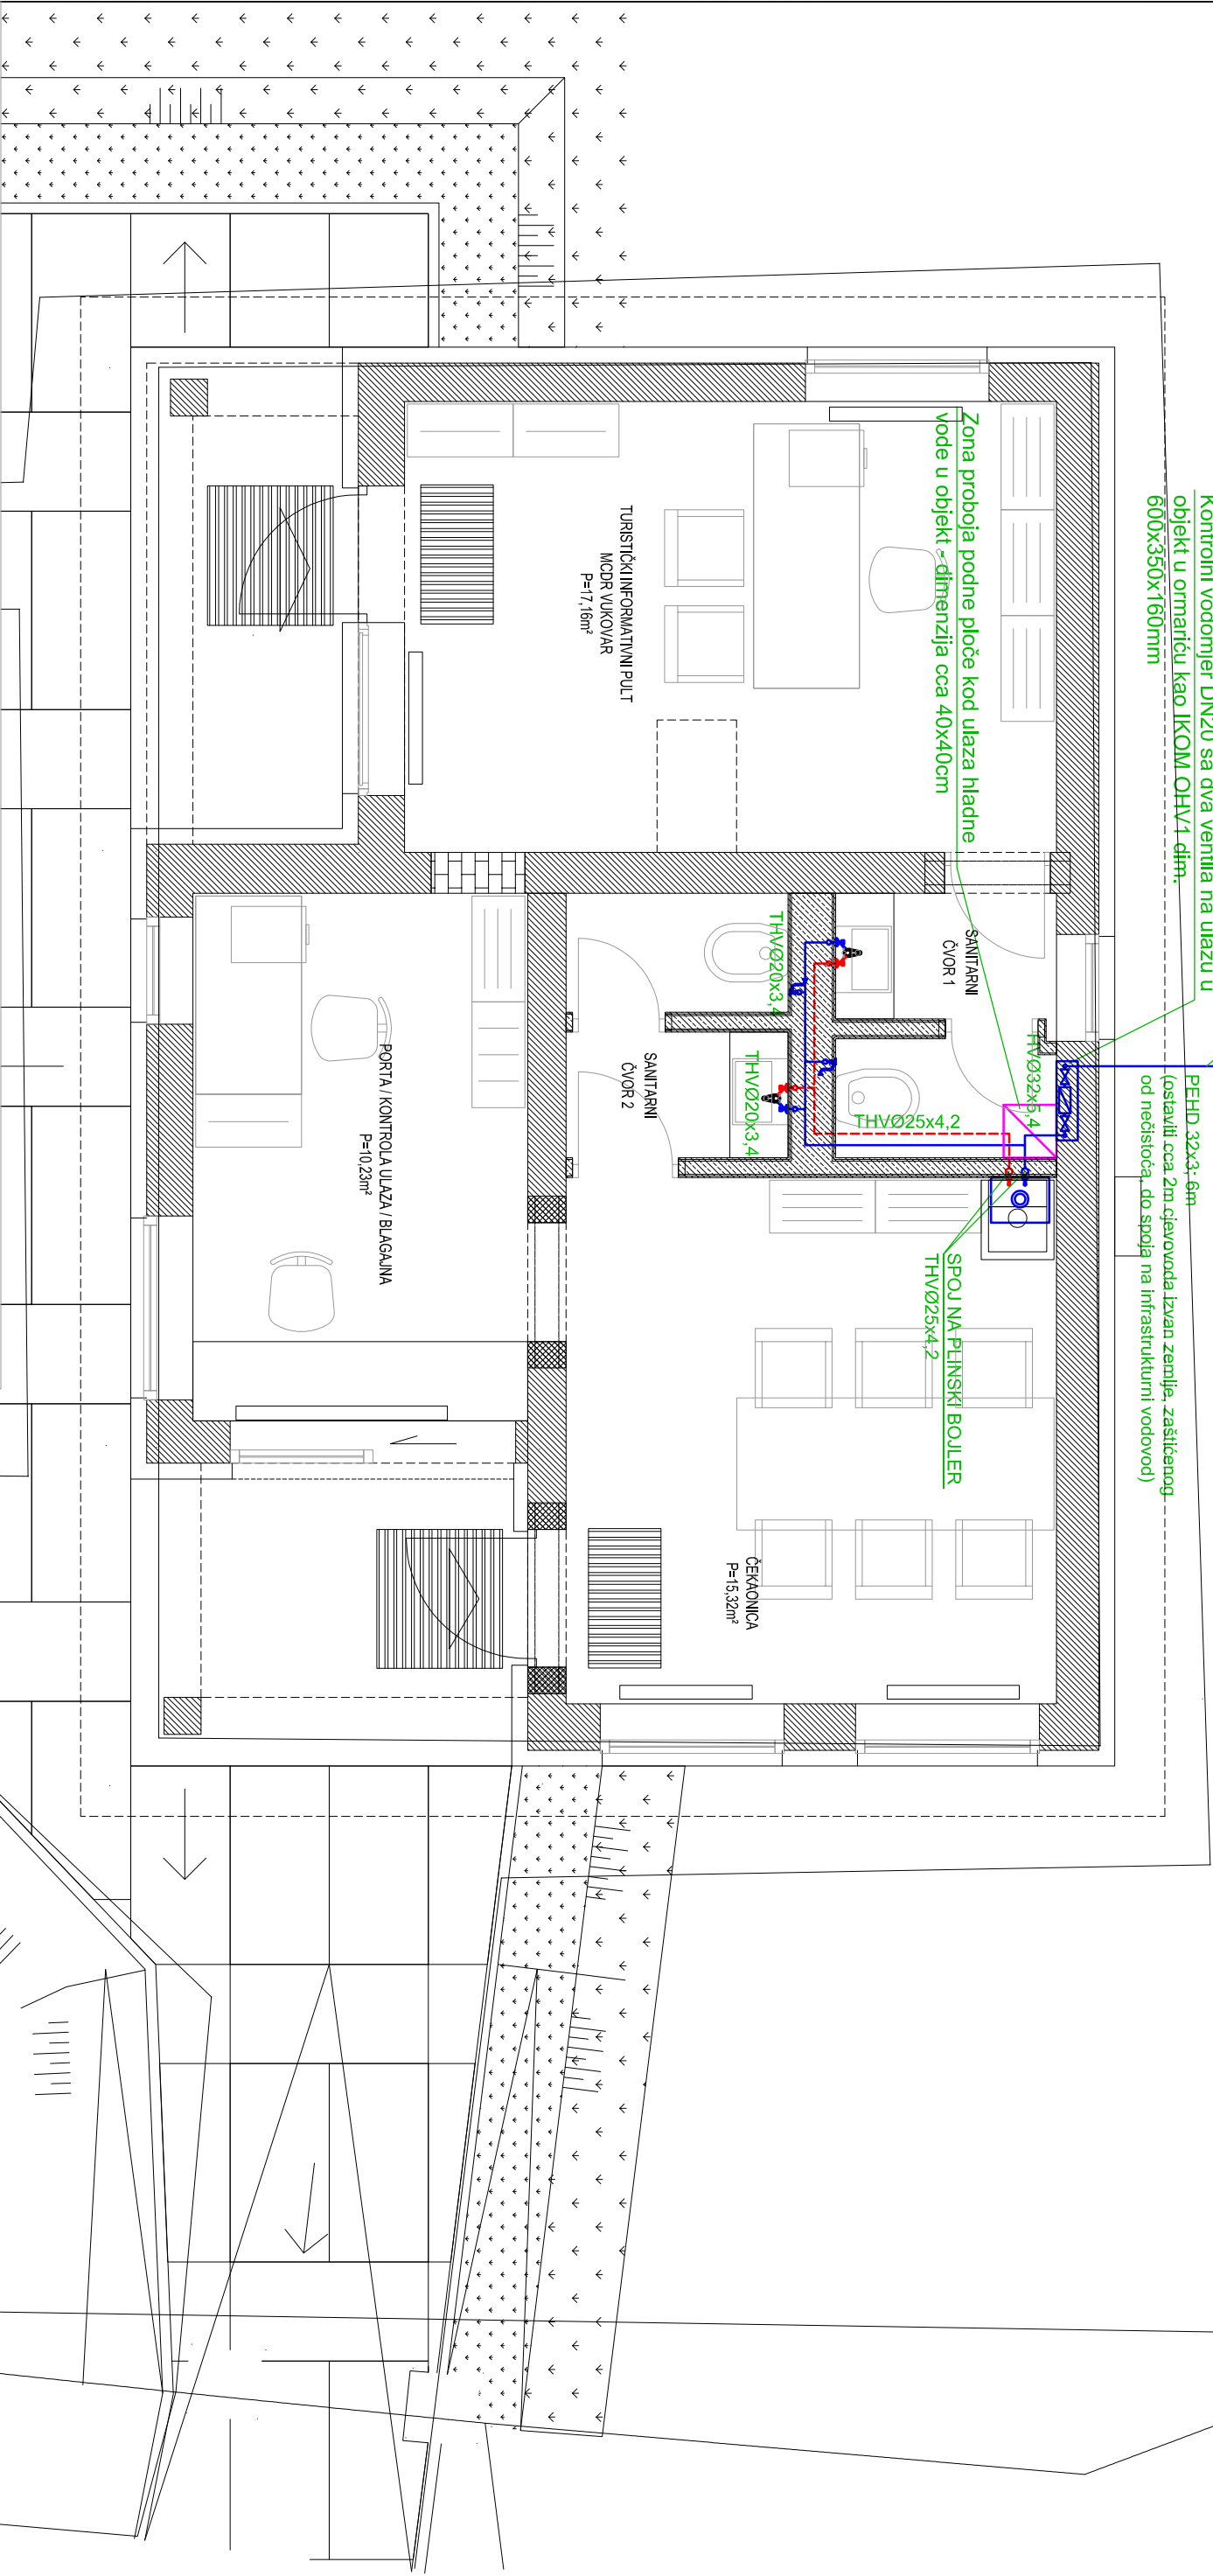 Kontrolni vodomjer DN20 sa dva ventila na ulazu u
objekt u ormariću kao IKOM OHV1 dim.
600x350x160mm
PEHD 32x3; 6m
(ostaviti cca 2m cjevovoda izvan zemlje, zaštićenog
od nečistoća, do spoja na infrastrukturni vodovod)
Zona proboja podne ploče kod ulaza hladne
vode u objekt - dimenzija cca 40x40cm
HVØ32x5,4
SANITARNI
ČVOR 1
THVØ25x4,2
SPOJ NA PLINSKI BOJLER
THVØ25x4,2
THVØ20x3,4
THVØ20x3,4
ČEKAONICA
P=15,32m²
SANITARNI
ČVOR 2
TURISTIČKI INFORMATIVNI PULT
MCDR VUKOVAR
P=17,16m²
PORTA / KONTROLA ULAZA / BLAGAJNA
P=10,23m²